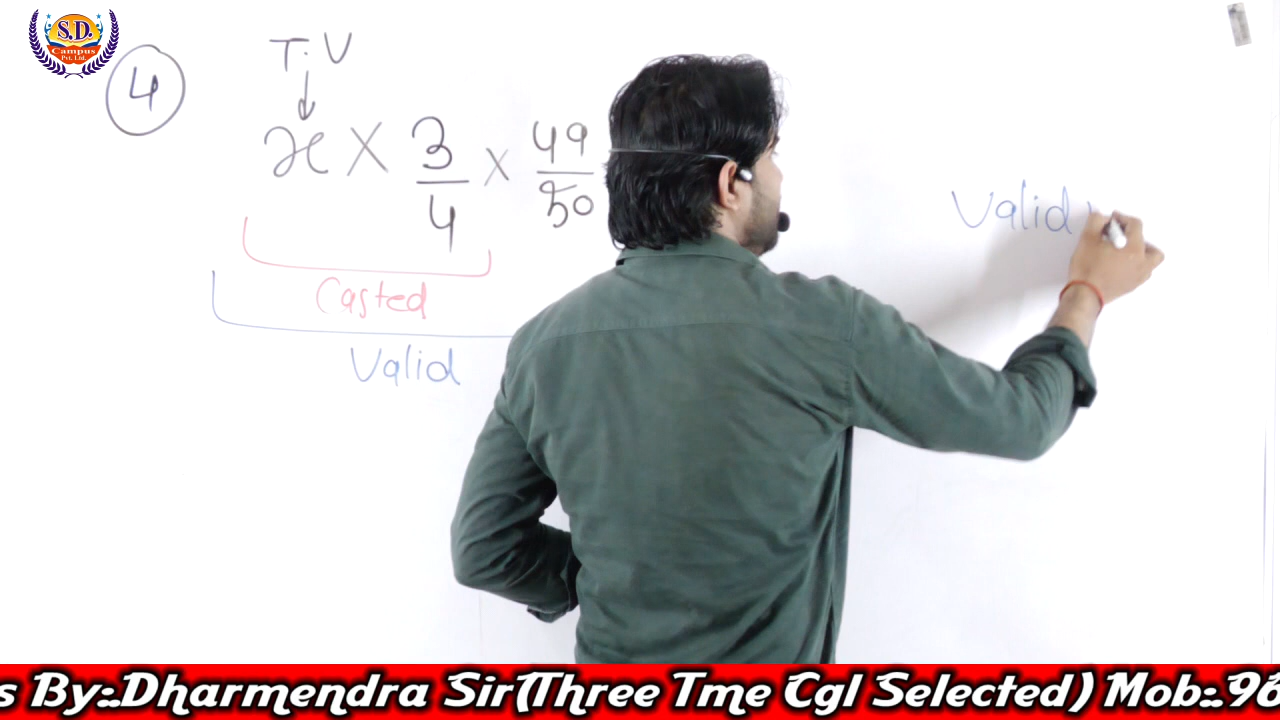 S.D.
Campus
Pvt. Ltd.
4
T.V
x × 3/4 × 49/50
Casted
Valid
Valid
s By:-Dharmendra Sir(Three Tme Cgl Selected) Mob:-96